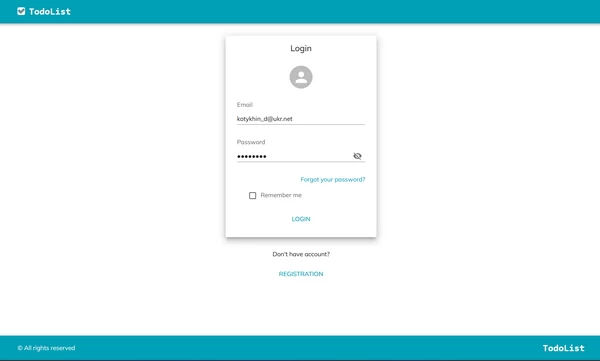 TodoList
Login
Email
kotykhin_d@ukr.net
Password
••••••••
Forgot your password?
Remember me
LOGIN
Don't have account?
REGISTRATION
© All rights reserved
TodoList